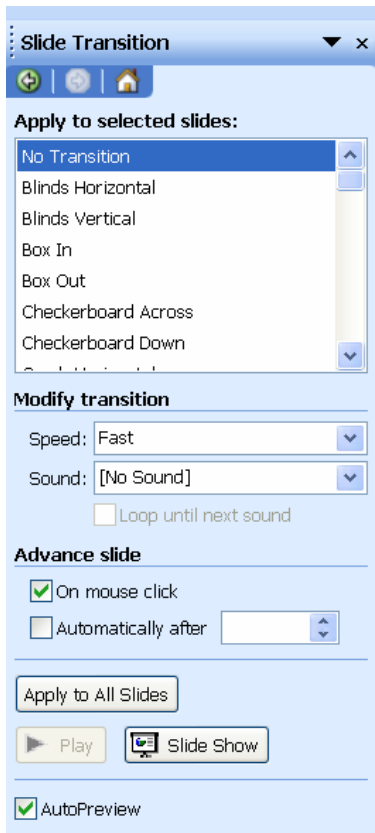 Slide Transition
Apply to selected slides:
No Transition
Blinds Horizontal
Blinds Vertical
Box In
Box Out
Checkerboard Across
Checkerboard Down
Modify transition
Speed: Fast
Sound: [No Sound]
Loop until next sound
Advance slide
On mouse click
Automatically after
Apply to All Slides
Play
Slide Show
AutoPreview